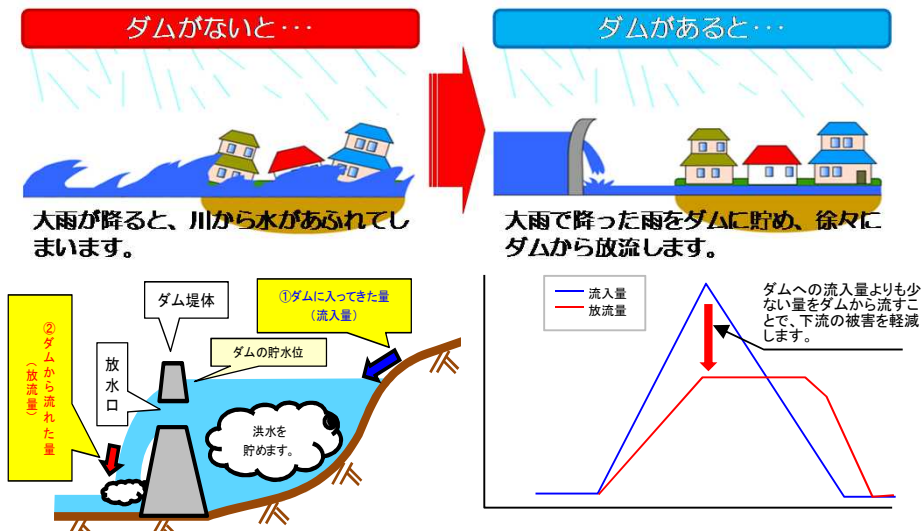 ダムがないと･･･
ダムがあると･･･
大雨が降ると、川から水があふれてし
まいます。
大雨で降った雨をダムに貯め、徐々に
ダムから放流します。
②ダムから流れた量
（放流量）
放水口
ダム堤体
ダムの貯水位
①ダムに入ってきた量
（流入量）
洪水を
貯めます。
流入量
放流量
ダムへの流入量よりも少
ない量をダムから流すこ
とで、下流の被害を軽減
します。